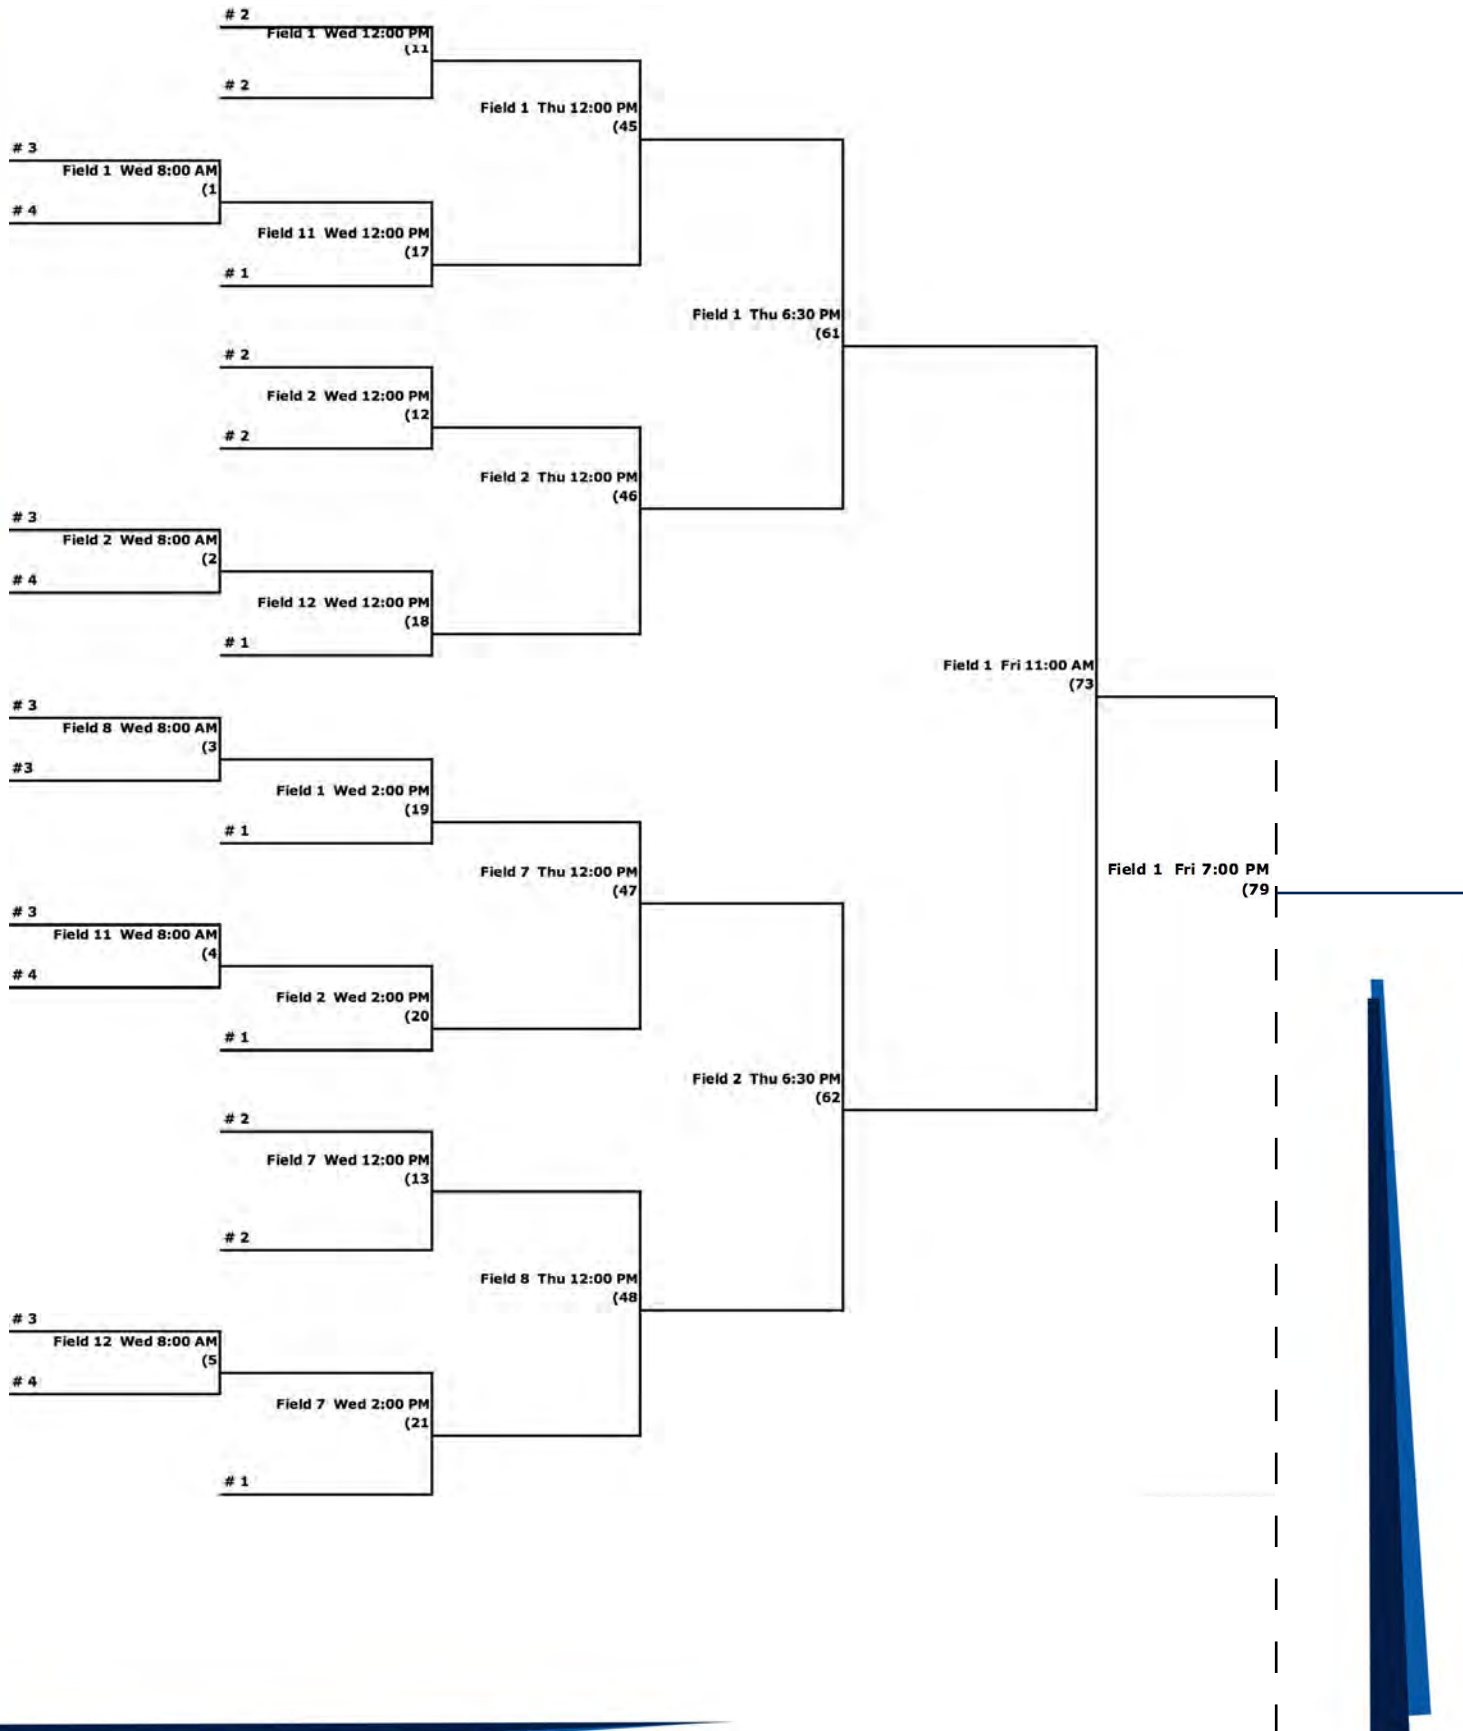 # 2
Field 1 Wed 12:00 PM
(11
# 2
Field 1 Thu 12:00 PM
(45
# 3
Field 1 Wed 8:00 AM
(1
# 4
Field 11 Wed 12:00 PM
(17
# 1
Field 1 Thu 6:30 PM
(61
# 2
Field 2 Wed 12:00 PM
(12
# 2
Field 2 Thu 12:00 PM
(46
# 3
Field 2 Wed 8:00 AM
(2
# 4
Field 12 Wed 12:00 PM
(18
# 1
Field 1 Fri 11:00 AM
(73
# 3
Field 8 Wed 8:00 AM
(3
#3
Field 1 Wed 2:00 PM
(19
# 1
Field 7 Thu 12:00 PM
(47
Field 1 Fri 7:00 PM
(79
# 3
Field 11 Wed 8:00 AM
(4
# 4
Field 2 Wed 2:00 PM
(20
# 1
Field 2 Thu 6:30 PM
(62
# 2
Field 7 Wed 12:00 PM
(13
# 2
Field 8 Thu 12:00 PM
(48
# 3
Field 12 Wed 8:00 AM
(5
# 4
Field 7 Wed 2:00 PM
(21
# 1